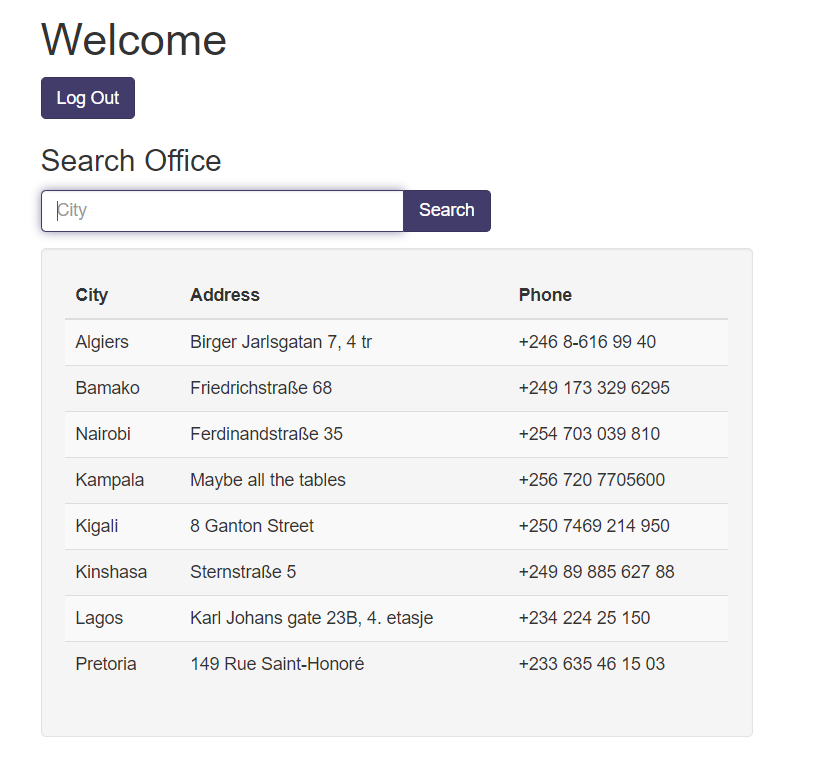 Welcome
Log Out
Search Office
City Search
City Address Phone
Algiers Birger Jarlsgatan 7, 4 tr +246 8-616 99 40
Bamako Friedrichstraße 68 +249 173 329 6295
Nairobi Ferdinandstraße 35 +254 703 039 810
Kampala Maybe all the tables +256 720 7705600
Kigali 8 Ganton Street +250 7469 214 950
Kinshasa Sternstraße 5 +249 89 885 627 88
Lagos Karl Johans gate 23B, 4. etasje +234 224 25 150
Pretoria 149 Rue Saint-Honoré +233 635 46 15 03